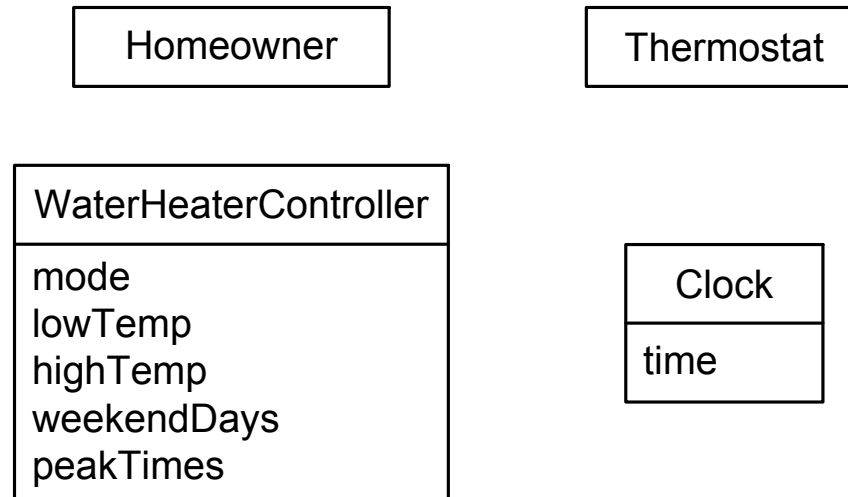 Homeowner
Thermostat
WaterHeaterController
mode
lowTemp
highTemp
weekendDays
peakTimes
Clock
time